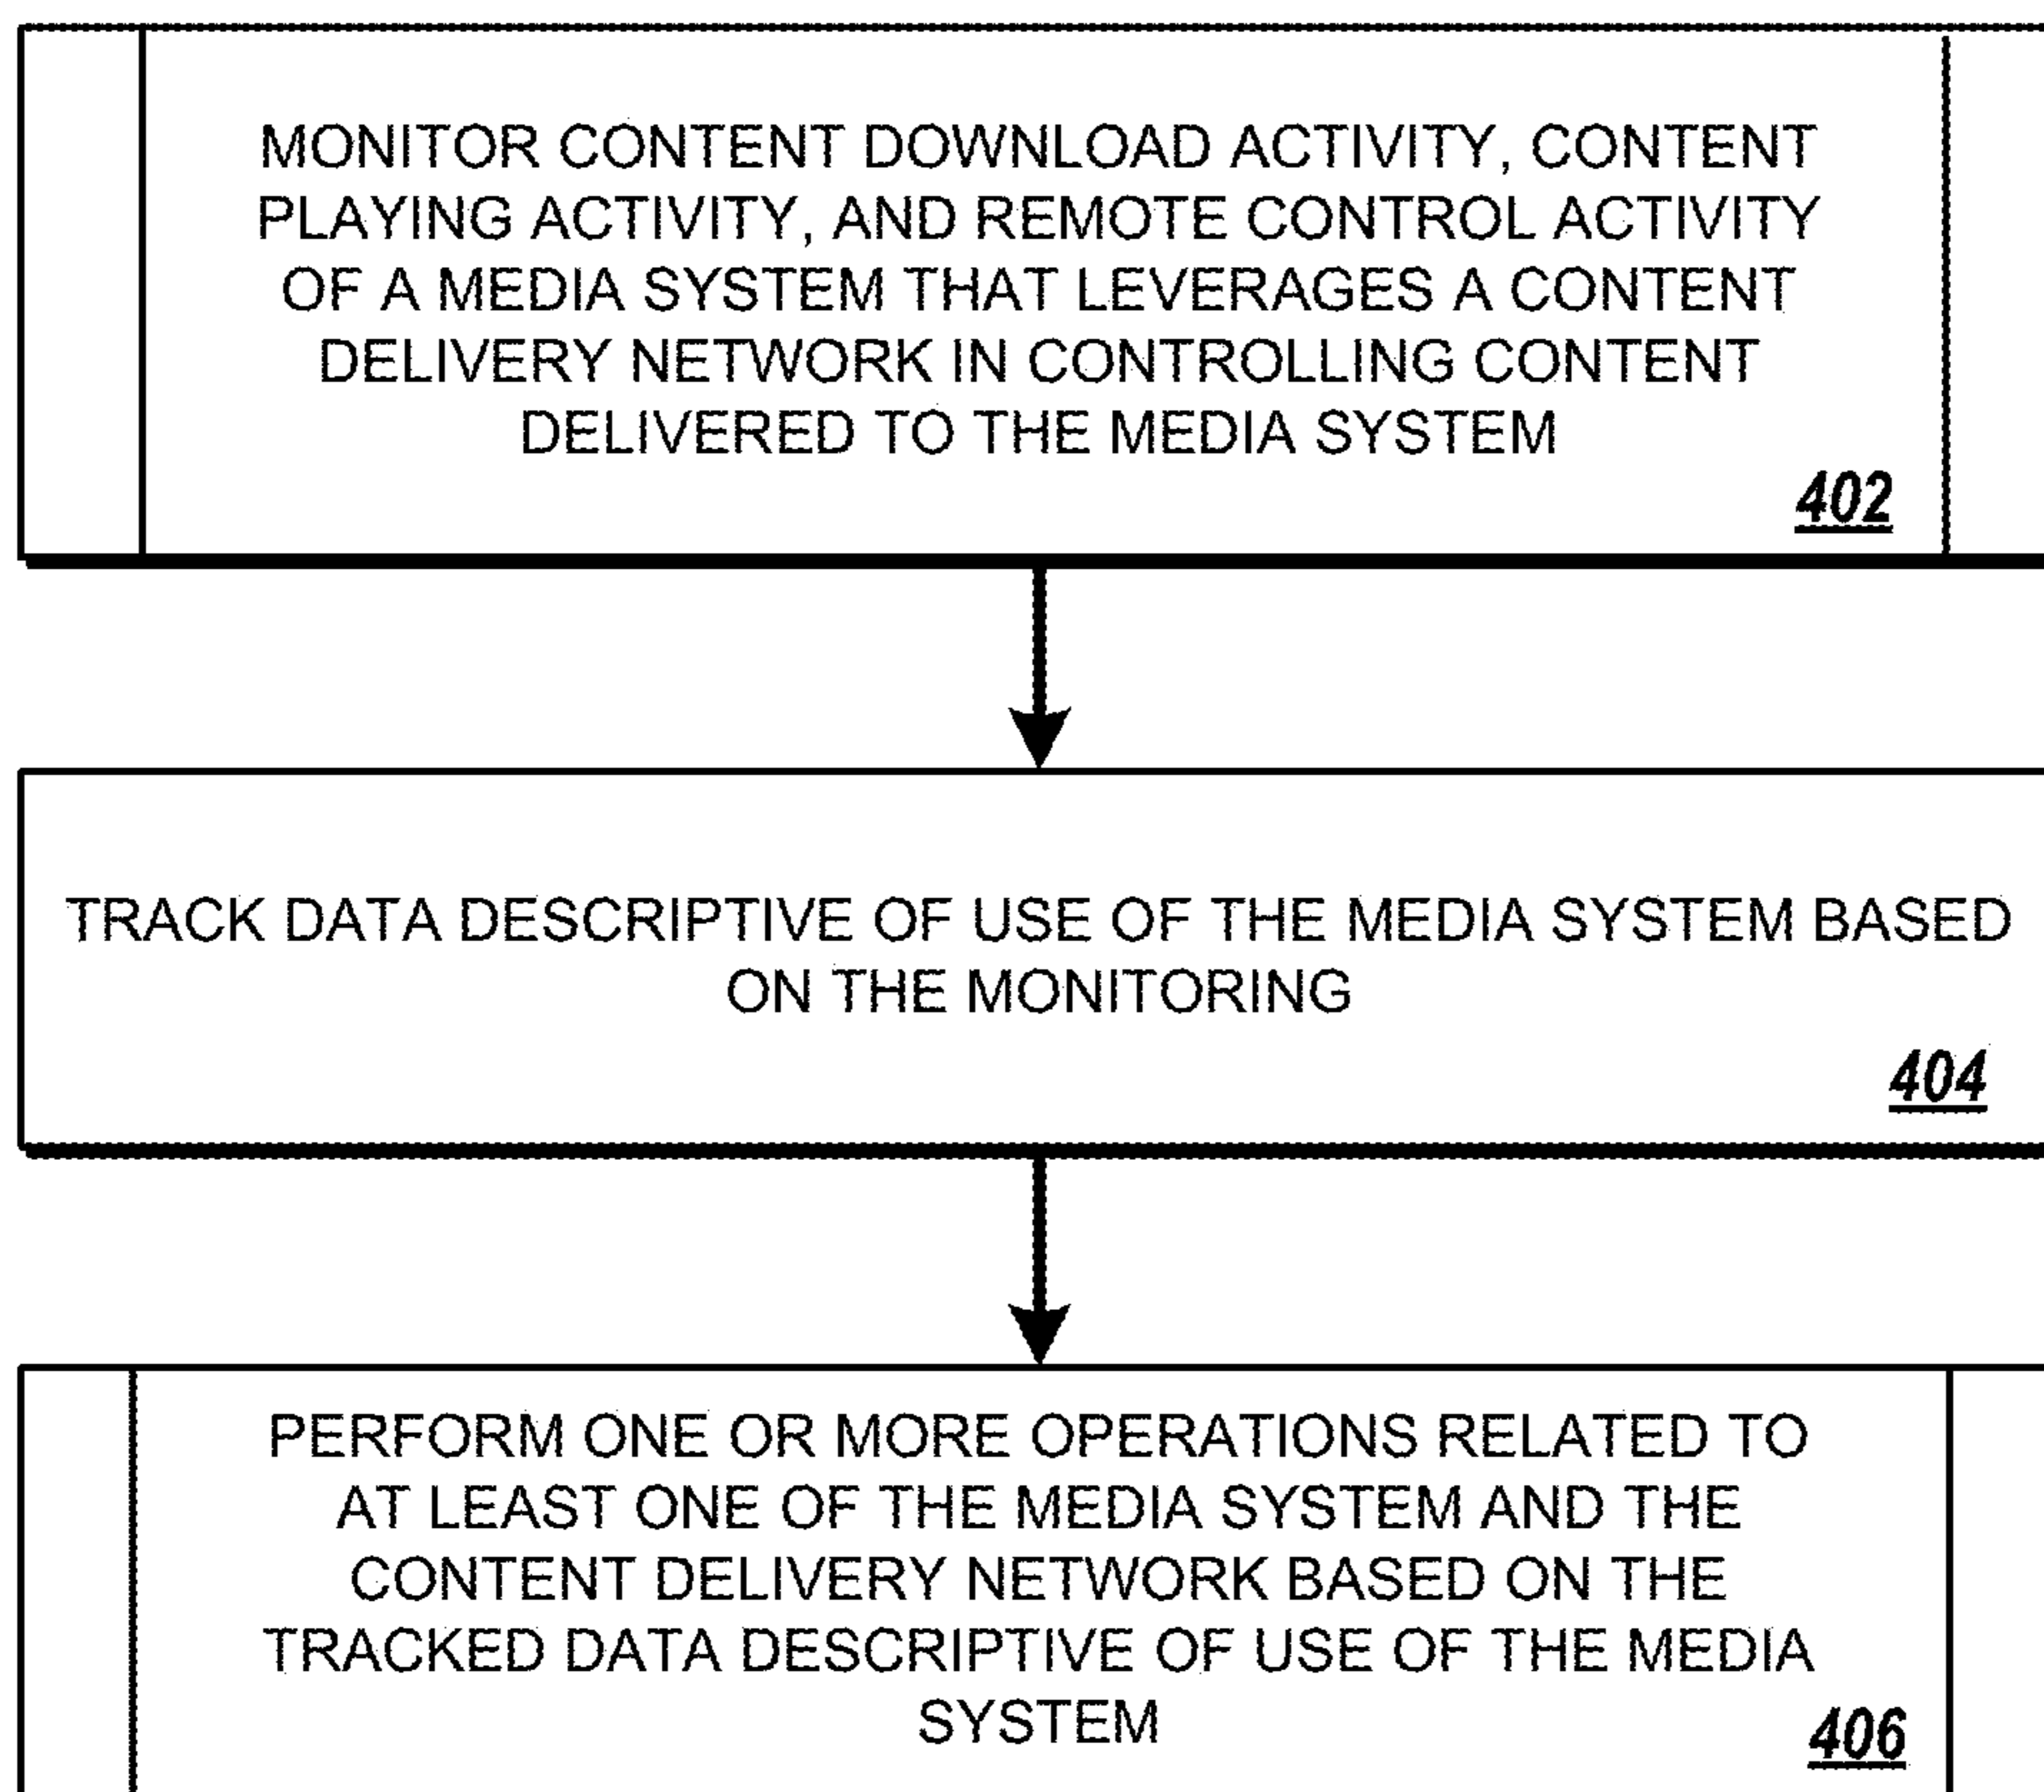 MONITOR CONTENT DOWNLOAD ACTIVITY, CONTENT
PLAYING ACTIVITY, AND REMOTE CONTROL ACTIVITY
OF A MEDIA SYSTEM THAT LEVERAGES A CONTENT
DELIVERY NETWORK IN CONTROLLING CONTENT
DELIVERED TO THE MEDIA SYSTEM
402
TRACK DATA DESCRIPTIVE OF USE OF THE MEDIA SYSTEM BASED
ON THE MONITORING
404
PERFORM ONE OR MORE OPERATIONS RELATED TO
AT LEAST ONE OF THE MEDIA SYSTEM AND THE
CONTENT DELIVERY NETWORK BASED ON THE
TRACKED DATA DESCRIPTIVE OF USE OF THE MEDIA
SYSTEM
406